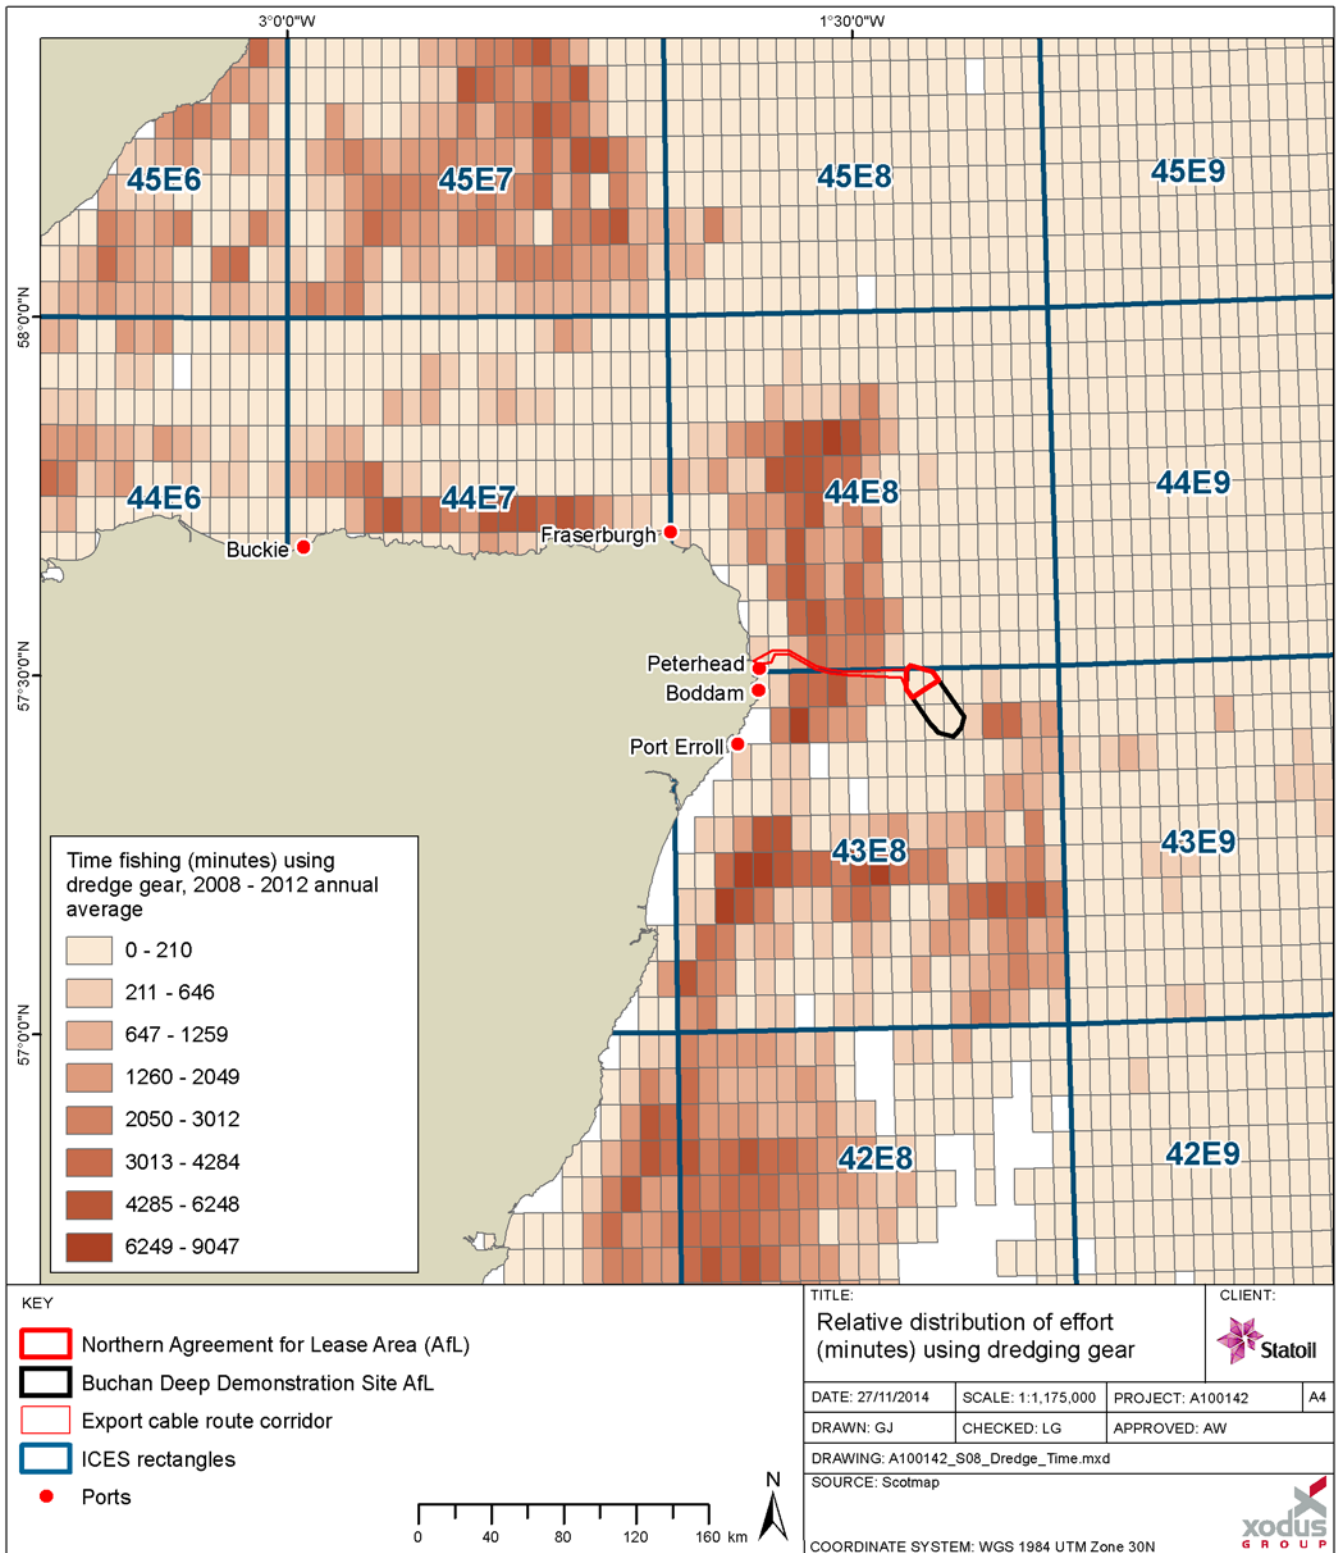 3°0'0"W
1°30'0"W
45E6
45E7
45E8
45E9
58°0'0"N
44E6
44E7
44E8
44E9
Buckie
Fraserburgh
Peterhead
Boddam
Port Erroll
57°30'0"N
43E8
43E9
Time fishing (minutes) using
dredge gear, 2008 - 2012 annual
average
0 - 210
211 - 646
647 - 1259
1260 - 2049
2050 - 3012
3013 - 4284
4285 - 6248
6249 - 9047
57°0'0"N
42E8
42E9
KEY
Northern Agreement for Lease Area (AfL)
Buchan Deep Demonstration Site AfL
Export cable route corridor
ICES rectangles
Ports
0 40 80 120 160 km
N
TITLE:
Relative distribution of effort
(minutes) using dredging gear
CLIENT:
Statoil
DATE: 27/11/2014
SCALE: 1:1,175,000
PROJECT: A100142
A4
DRAWN: GJ
CHECKED: LG
APPROVED: AW
DRAWING: A100142_S08_Dredge_Time.mxd
SOURCE: Scotmap
COORDINATE SYSTEM: WGS 1984 UTM Zone 30N
xodus
GROUP